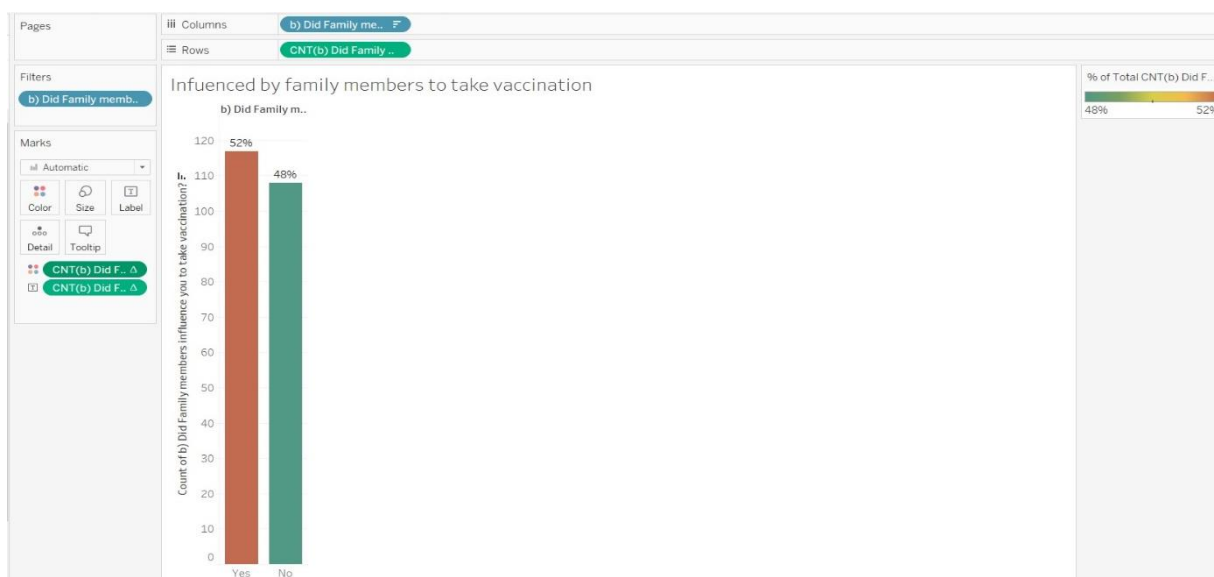 Pages
iii Columns
b) Did Family me..
Rows
CNT(b) Did Family ..
Filters
b) Did Family memb..
Marks
Automatic
Color
Size
Label
Detail
Tooltip
CNT(b) Did F.. Δ
CNT(b) Did F.. Δ
Infuenced by family members to take vaccination
b) Did Family m..
Count of b) Did Family members influence you to take vaccination?
120
110
100
90
80
70
60
50
40
30
20
10
0
52%
48%
Yes
No
% of Total CNT(b) Did F..
48%
52%